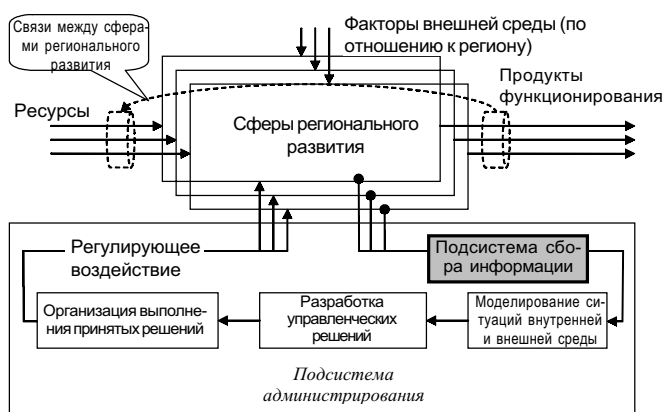 Связи между сфера-
ми регионального
развития
Факторы внешней среды (по
отношению к региону)
Продукты
функционирования
Ресурсы
Сферы регионального
развития
Регулирующее
воздействие
Подсистема сбо-
ра информации
Организация выполне-
ния принятых решений
Разработка
управленческих
решений
Моделирование си-
туаций внутренней
и внешней среды
Подсистема
администрирования